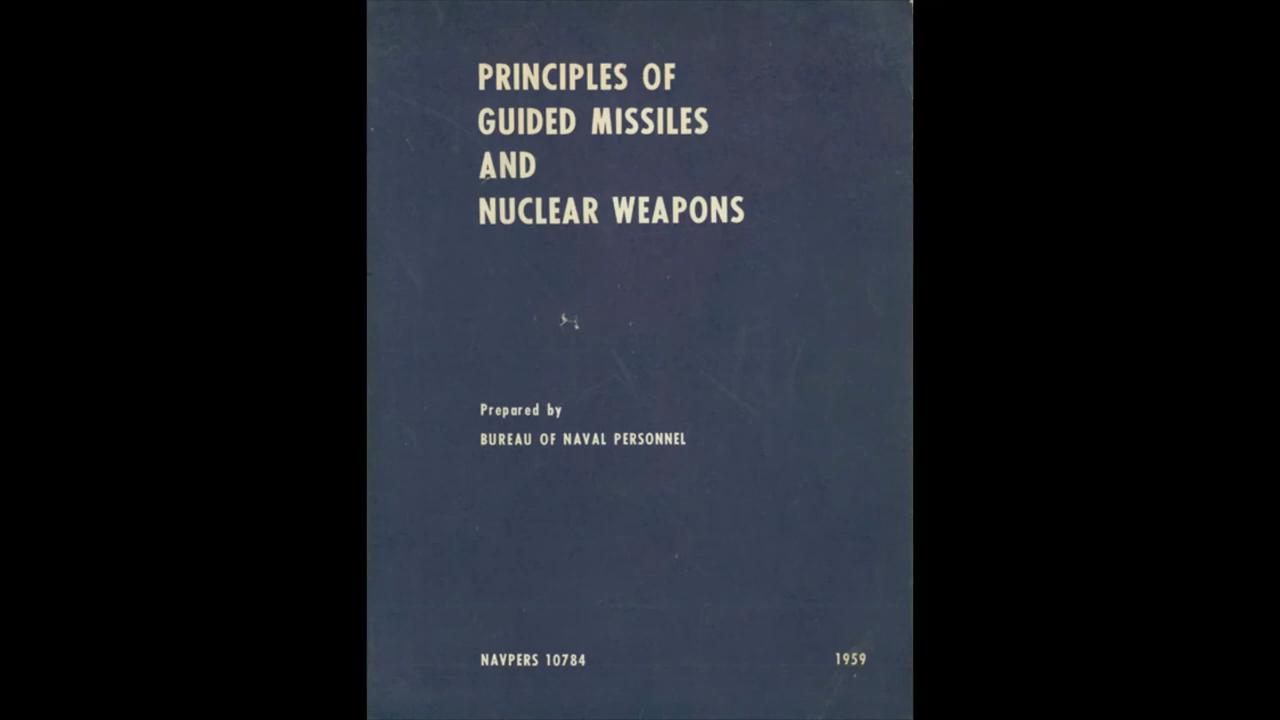 PRINCIPLES OF
GUIDED MISSILES
AND
NUCLEAR WEAPONS
Prepared by
BUREAU OF NAVAL PERSONNEL
NAVPERS 10784 1959